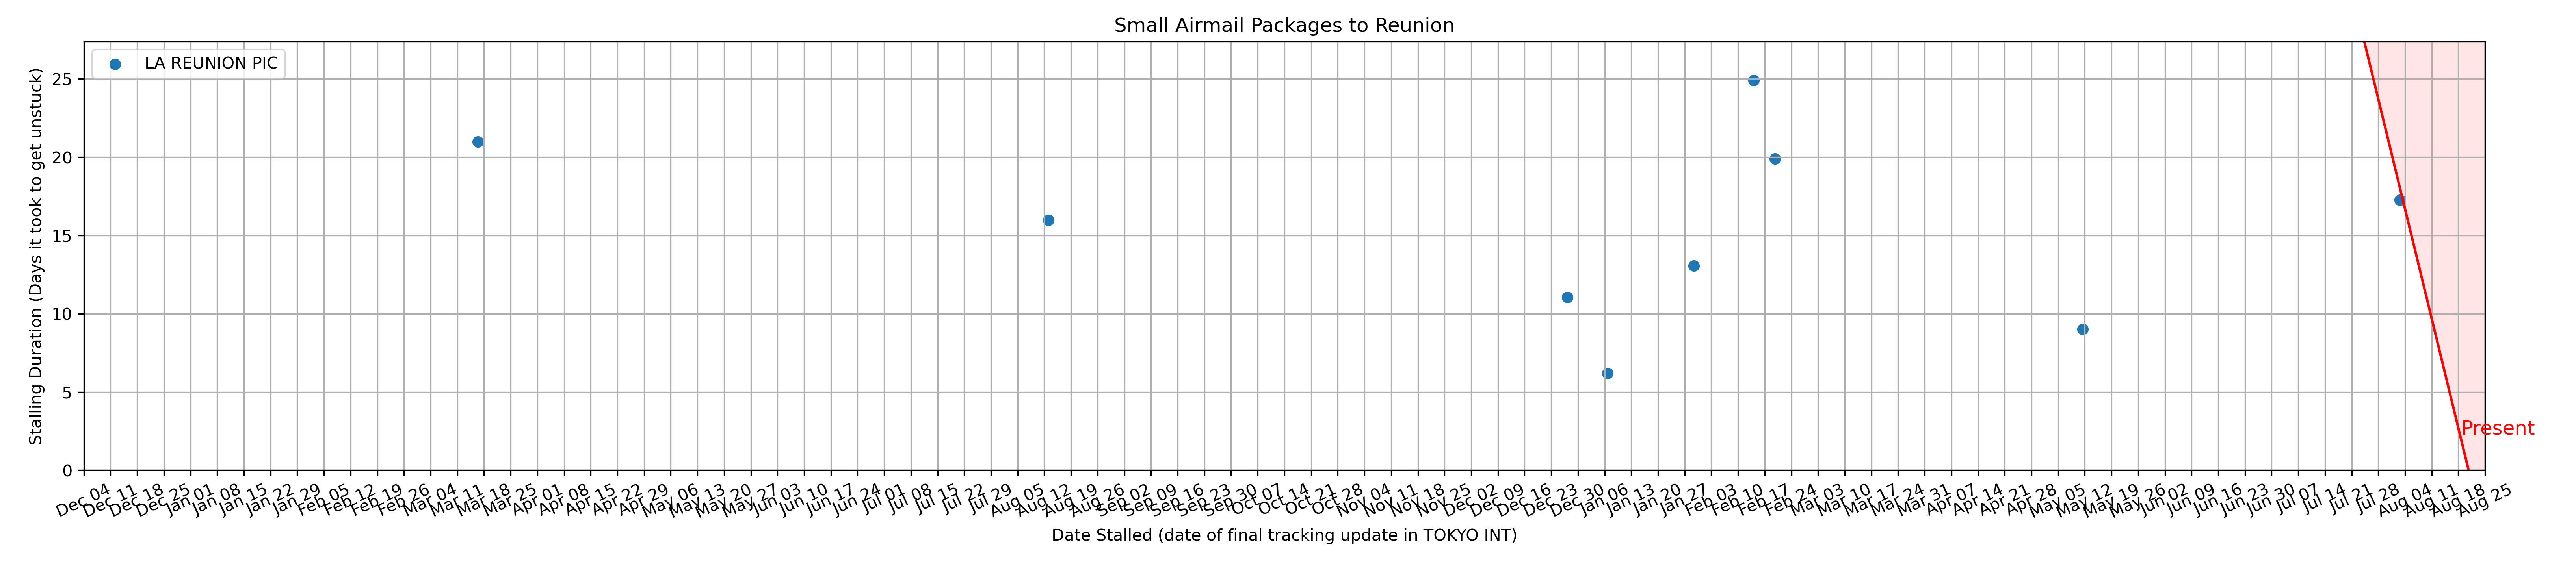 Small Airmail Packages to Reunion
LA REUNION PIC
Stalling Duration (Days it took to get unstuck)
25
20
15
10
5
0
Present
Dec 04
Dec 11
Dec 18
Dec 25
Jan 01
Jan 08
Jan 15
Jan 22
Jan 29
Feb 05
Feb 12
Feb 19
Feb 26
Mar 04
Mar 11
Mar 18
Mar 25
Apr 01
Apr 08
Apr 15
Apr 22
Apr 29
May 06
May 13
May 20
May 27
Jun 03
Jun 10
Jun 17
Jun 24
Jul 01
Jul 08
Jul 15
Jul 22
Jul 29
Aug 05
Aug 12
Aug 19
Aug 26
Sep 02
Sep 09
Sep 16
Sep 23
Sep 30
Oct 07
Oct 14
Oct 21
Oct 28
Nov 04
Nov 11
Nov 18
Nov 25
Dec 02
Dec 09
Dec 16
Dec 23
Dec 30
Jan 06
Jan 13
Jan 20
Jan 27
Feb 03
Feb 10
Feb 17
Feb 24
Mar 03
Mar 10
Mar 17
Mar 24
Mar 31
Apr 07
Apr 14
Apr 21
Apr 28
May 05
May 12
May 19
May 26
Jun 02
Jun 09
Jun 16
Jun 23
Jun 30
Jul 07
Jul 14
Jul 21
Jul 28
Aug 04
Aug 11
Aug 18
Aug 25
Date Stalled (date of final tracking update in TOKYO INT)